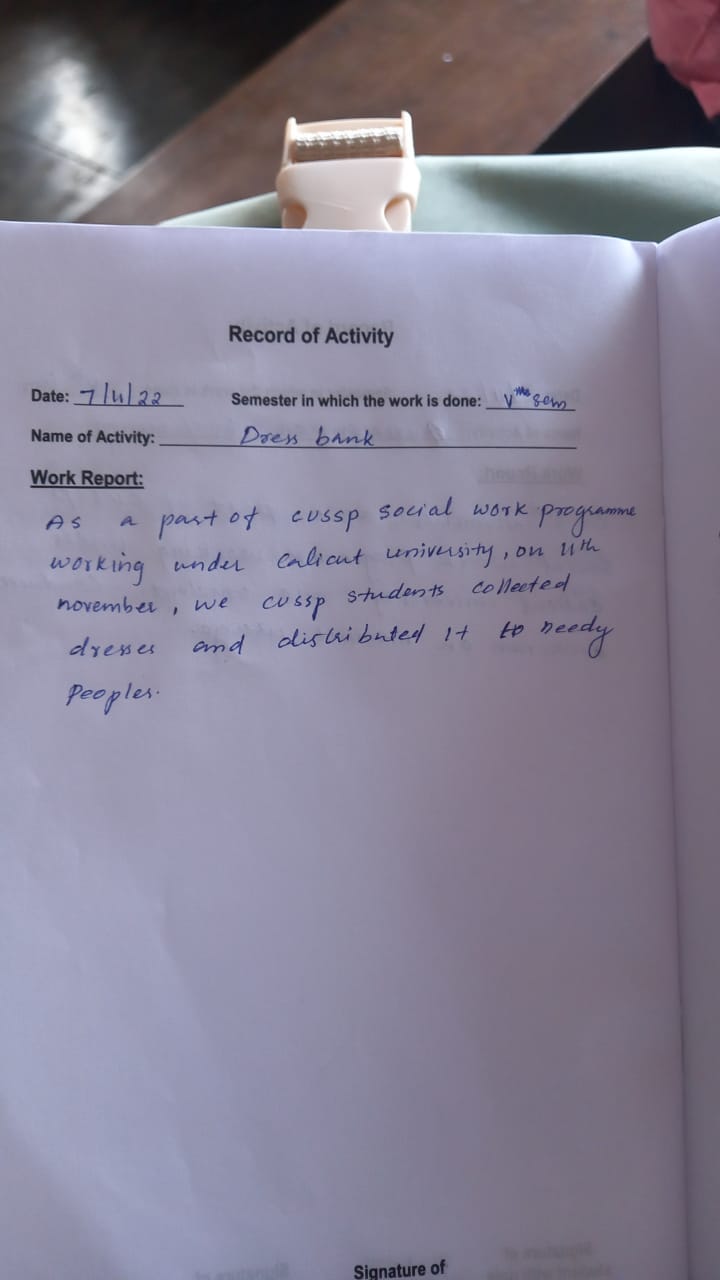 Record of Activity
Date: 7/11/22 Semester in which the work is done: Vth sem
Name of Activity: Dress bank
Work Report:
As a part of CUSSP social work programme
working under Calicut university, on 11th
november, we CUSSP students collected
dresses and distributed it to needy
Peoples.
Signature of